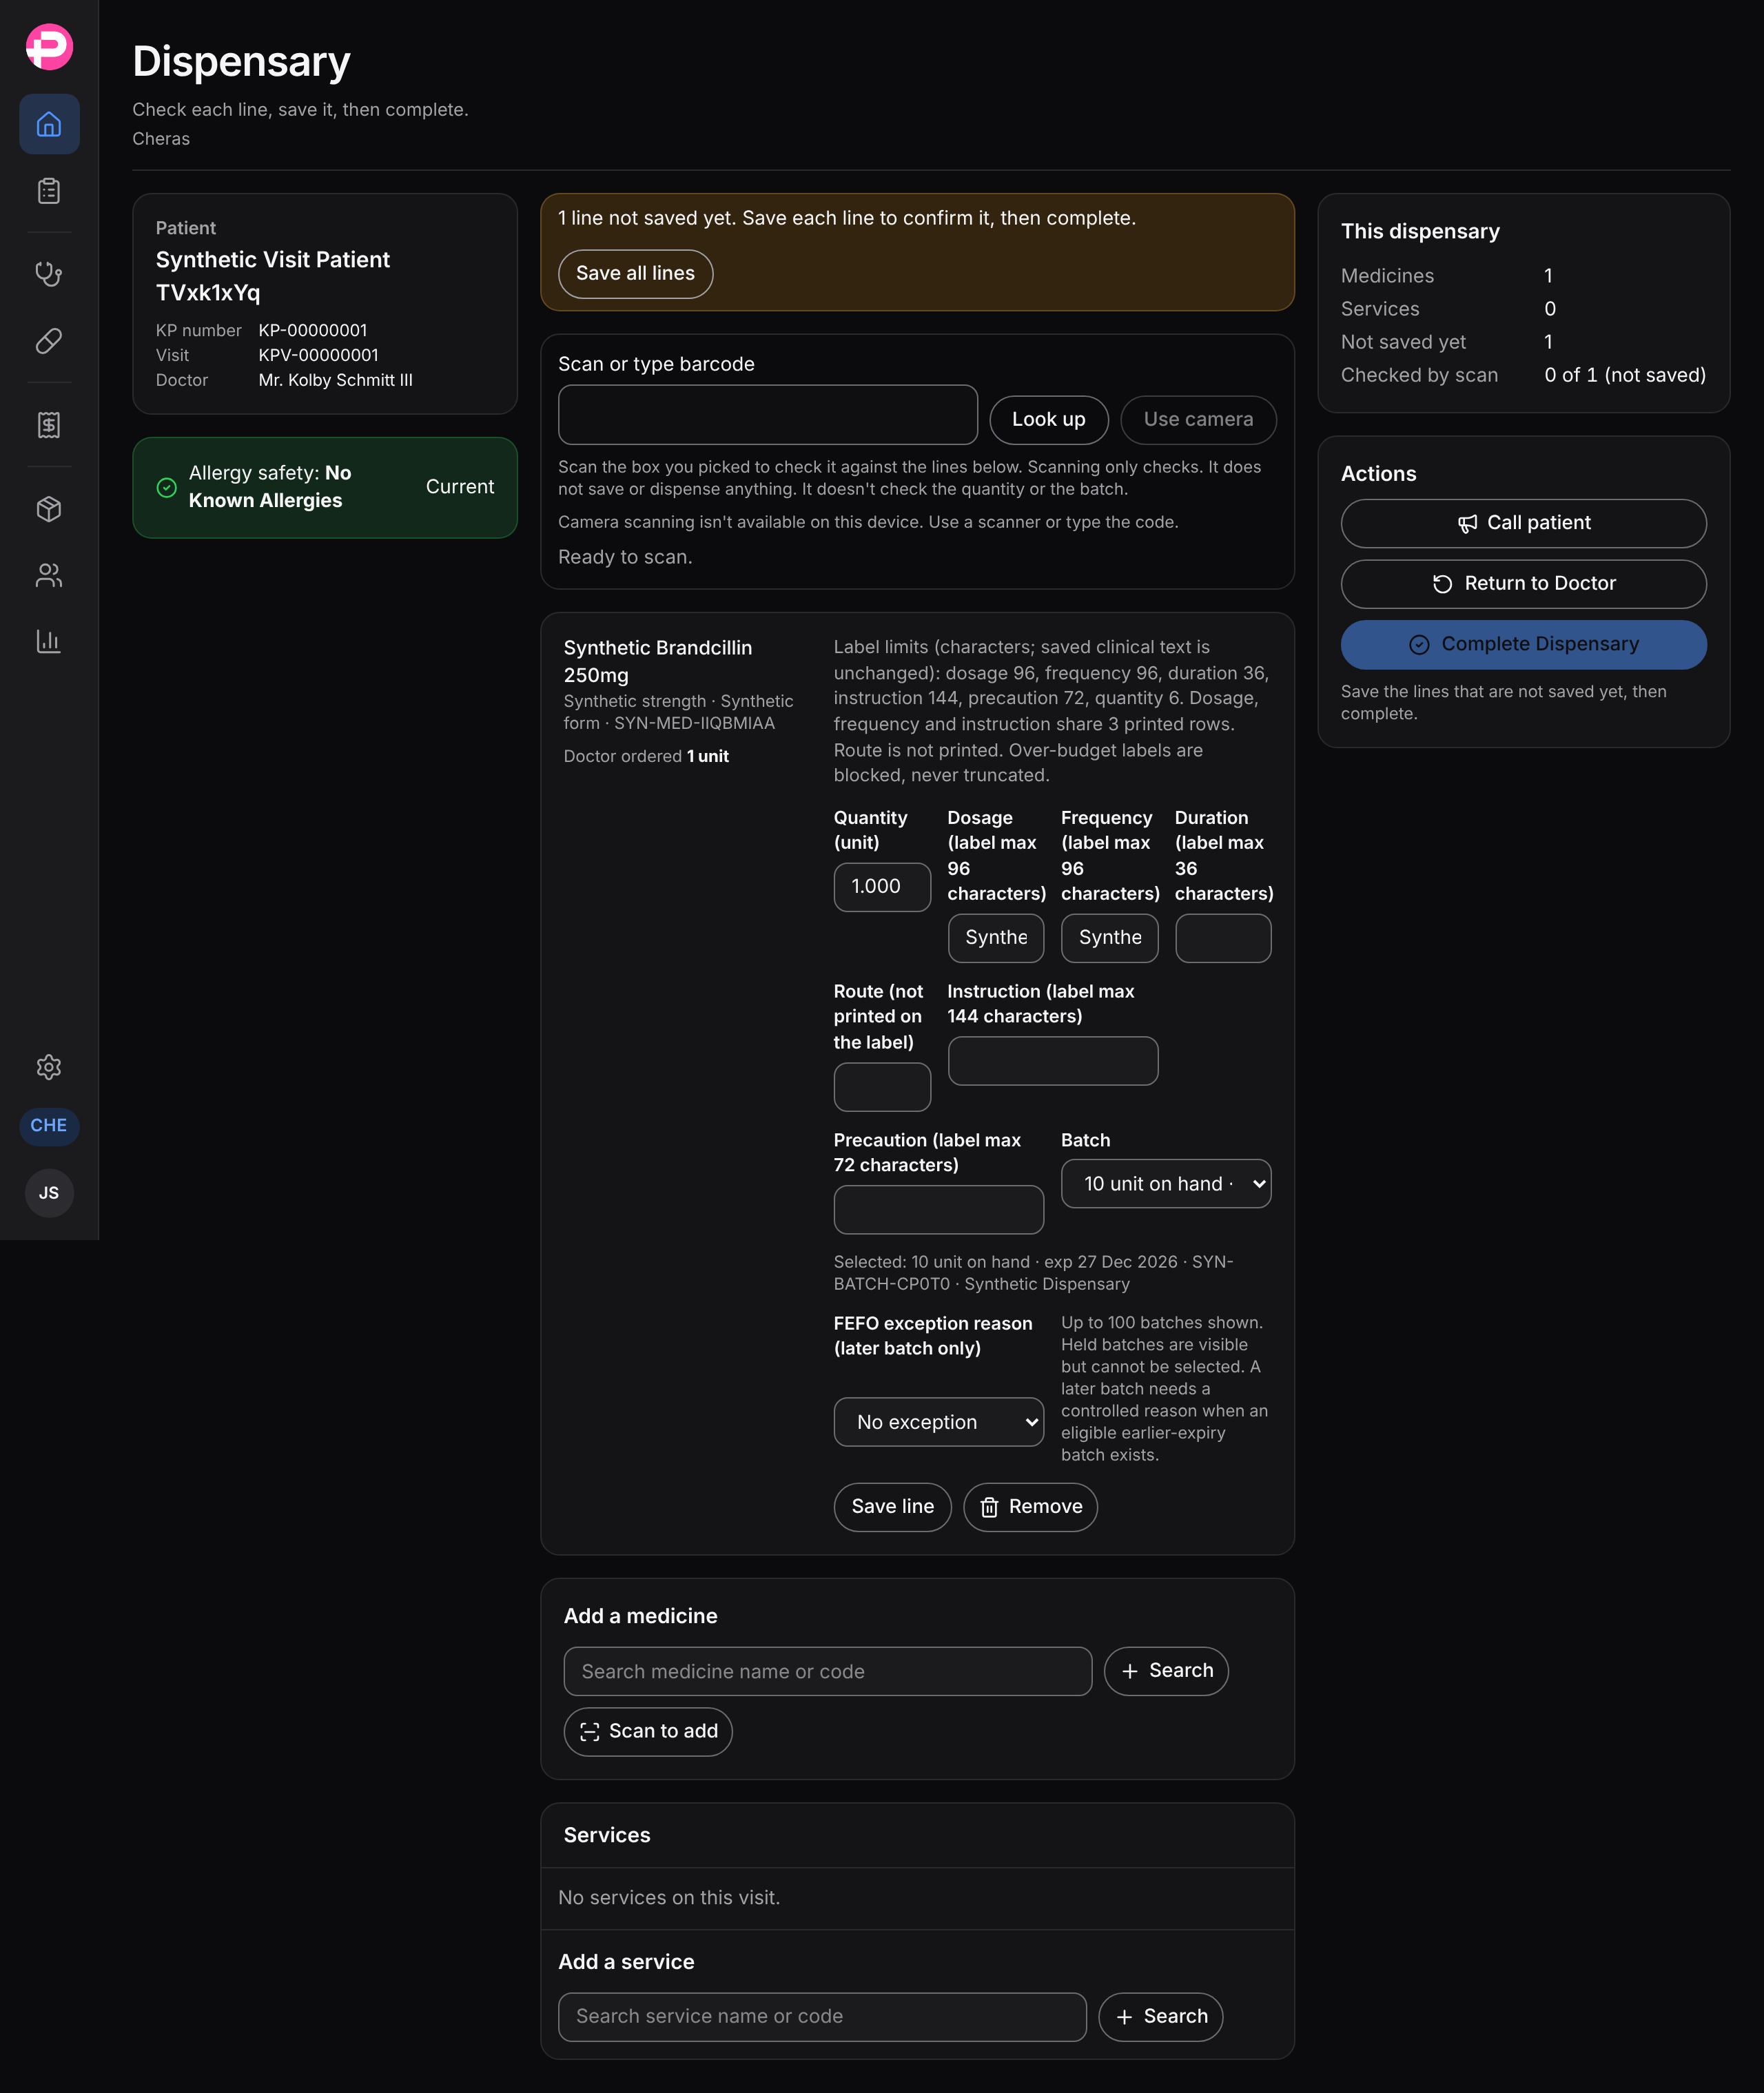 Dispensary
Check each line, save it, then complete.
Cheras
Patient
Synthetic Visit Patient
TVxk1xYq
KP number KP-00000001
Visit KPV-00000001
Doctor Mr. Kolby Schmitt III
Allergy safety: No
Known Allergies
Current
1 line not saved yet. Save each line to confirm it, then complete.
Save all lines
Scan or type barcode
Look up
Use camera
Scan the box you picked to check it against the lines below. Scanning only checks. It does
not save or dispense anything. It doesn't check the quantity or the batch.
Camera scanning isn't available on this device. Use a scanner or type the code.
Ready to scan.
Synthetic Brandcillin
250mg
Synthetic strength · Synthetic
form · SYN-MED-IIQBMIAA
Doctor ordered 1 unit
Label limits (characters; saved clinical text is
unchanged): dosage 96, frequency 96, duration 36,
instruction 144, precaution 72, quantity 6. Dosage,
frequency and instruction share 3 printed rows.
Route is not printed. Over-budget labels are
blocked, never truncated.
Quantity
(unit)
1.000
Dosage
(label max
96
characters)
Synthe
Frequency
(label max
96
characters)
Synthe
Duration
(label max
36
characters)
Route (not
printed on
the label)
Instruction (label max
144 characters)
Precaution (label max
72 characters)
Batch
10 unit on hand ·
Selected: 10 unit on hand · exp 27 Dec 2026 · SYN-
BATCH-CP0T0 · Synthetic Dispensary
FEFO exception reason
(later batch only)
No exception
Up to 100 batches shown.
Held batches are visible
but cannot be selected. A
later batch needs a
controlled reason when an
eligible earlier-expiry
batch exists.
Save line
Remove
Add a medicine
Search medicine name or code
Search
Scan to add
Services
No services on this visit.
Add a service
Search service name or code
Search
This dispensary
Medicines 1
Services 0
Not saved yet 1
Checked by scan 0 of 1 (not saved)
Actions
Call patient
Return to Doctor
Complete Dispensary
Save the lines that are not saved yet, then
complete.
CHE
JS